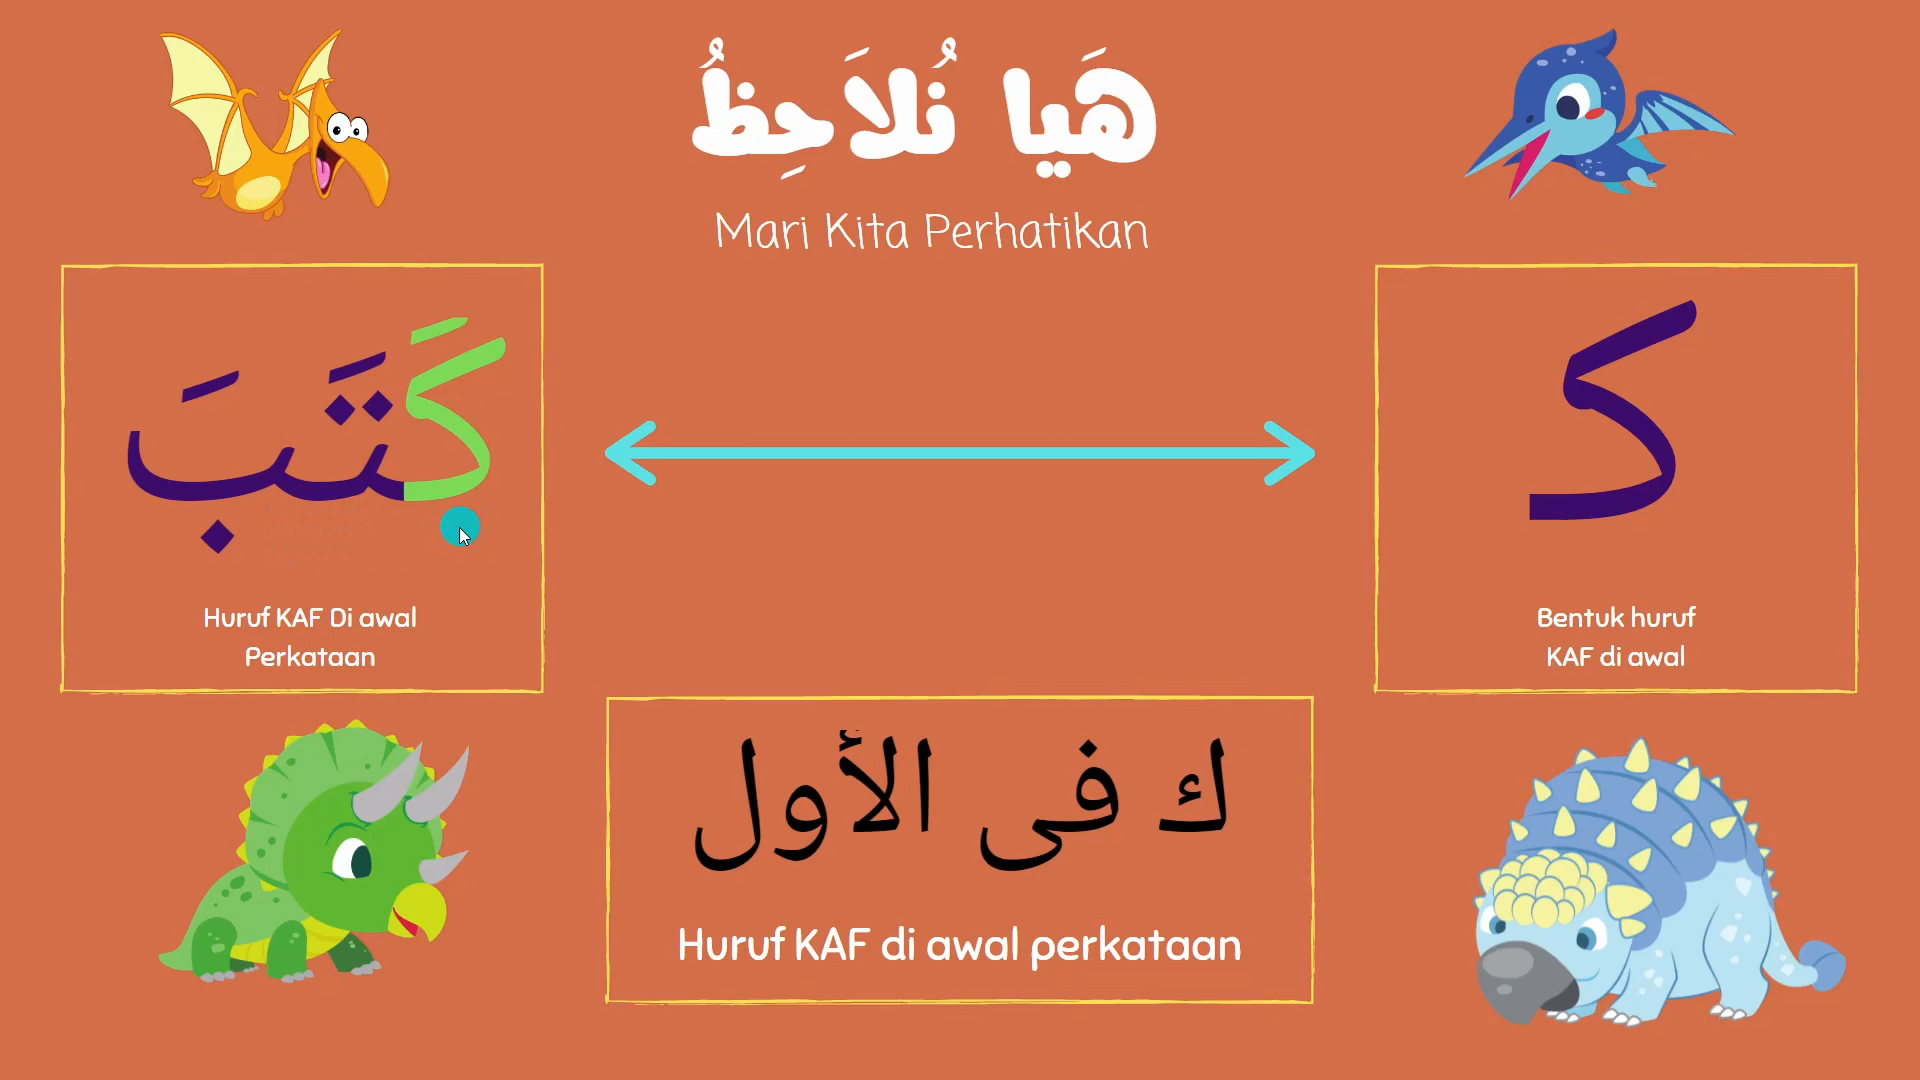 هَيا نُلاَحِظُ
Mari Kita Perhatikan
كَتَبَ
Huruf KAF Di awal
Perkataan
كـ
Bentuk huruf
KAF di awal
ك فى الأول
Huruf KAF di awal perkataan